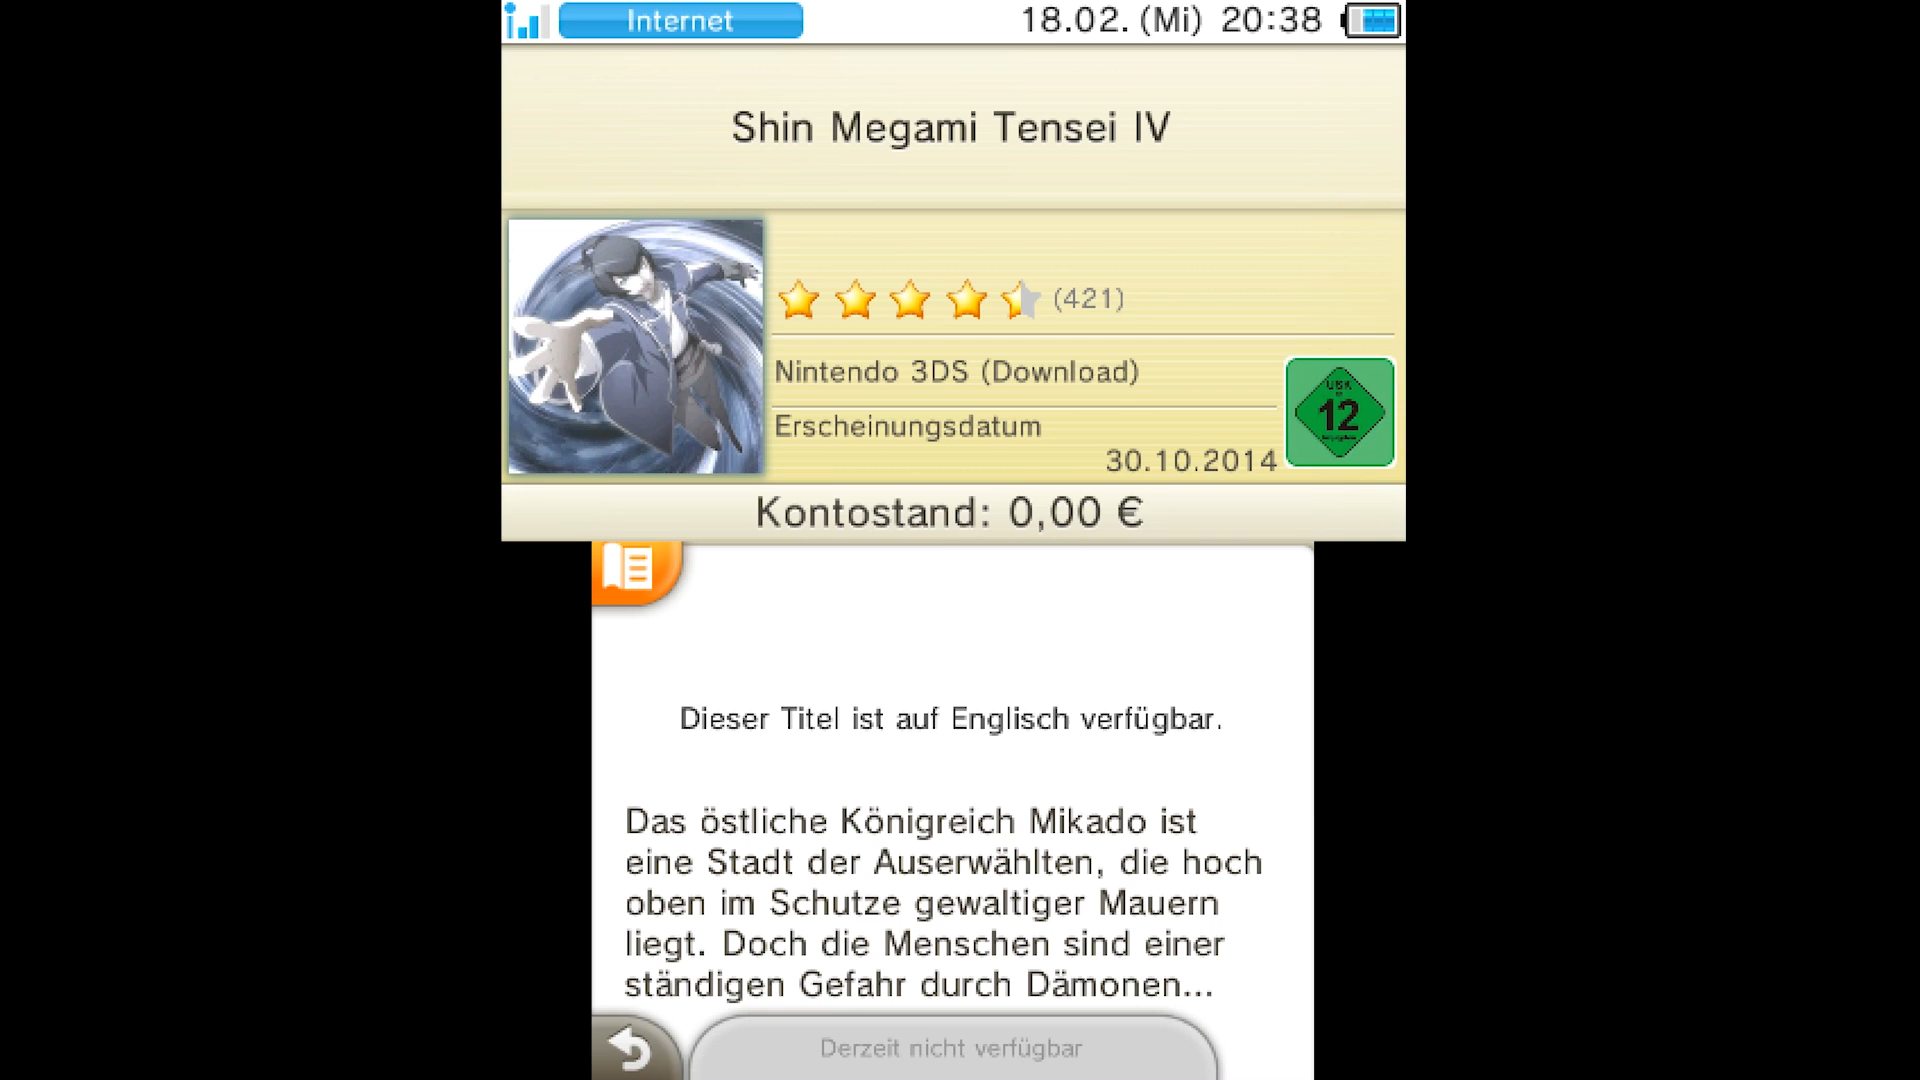 Internet
18.02. (Mi) 20:38
Shin Megami Tensei IV
(421)
Nintendo 3DS (Download)
USK
12
Erscheinungsdatum
30.10.2014
Kontostand: 0,00 €
Dieser Titel ist auf Englisch verfügbar.
Das östliche Königreich Mikado ist
eine Stadt der Auserwählten, die hoch
oben im Schutze gewaltiger Mauern
liegt. Doch die Menschen sind einer
ständigen Gefahr durch Dämonen...
Derzeit nicht verfügbar